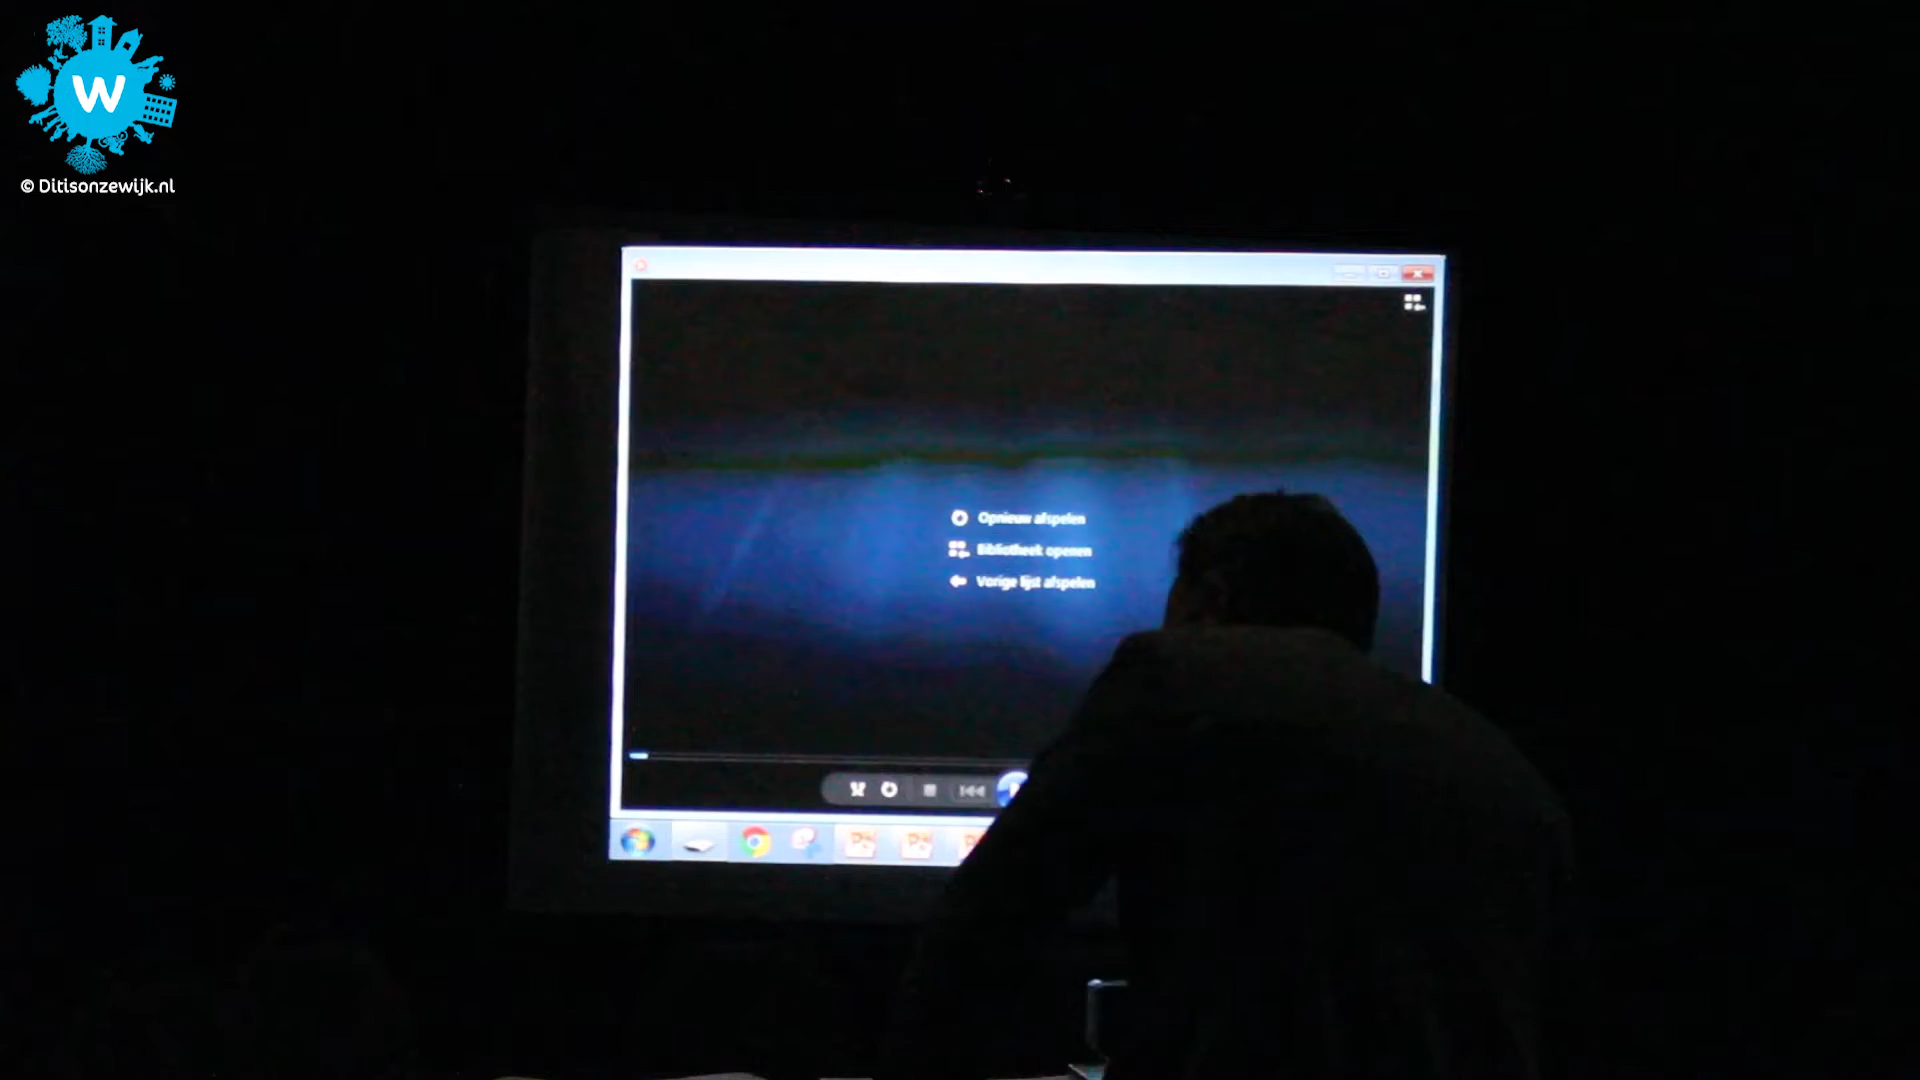 W
© Ditisonzewijk.nl
Opnieuw afspelen
Bibliotheek openen
Vorige lijst afspelen